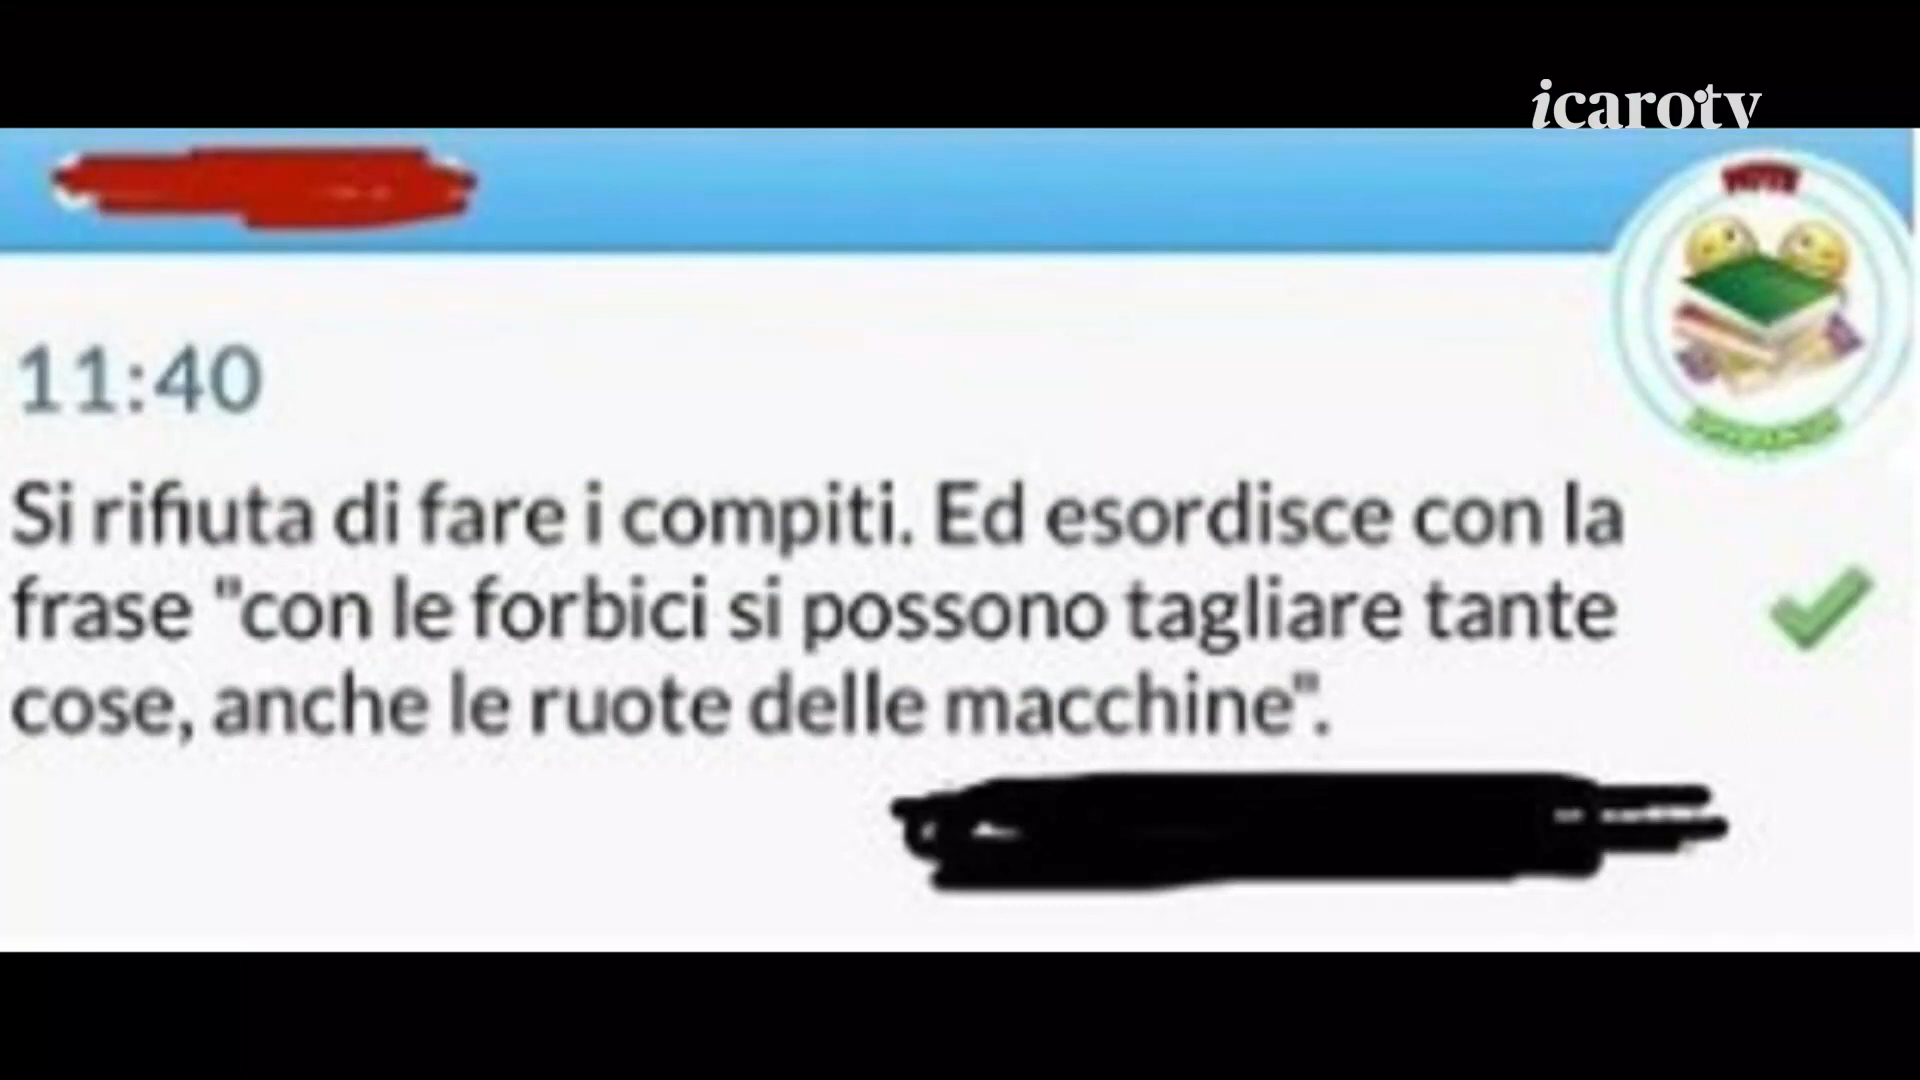 icarotv
11:40
Si rifiuta di fare i compiti. Ed esordisce con la
frase "con le forbici si possono tagliare tante
cose, anche le ruote delle macchine".